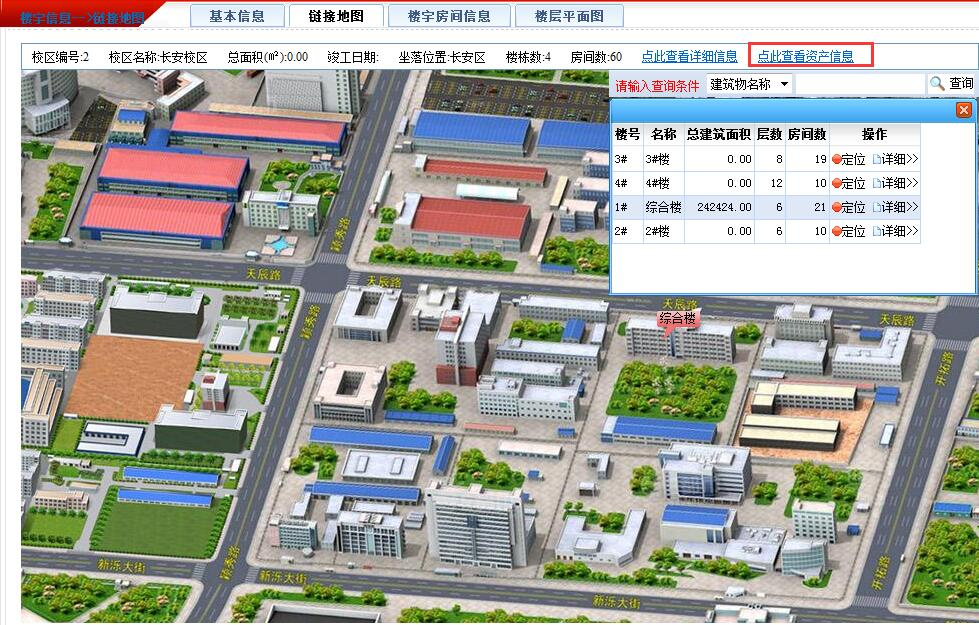 楼宇信息-->链接地图
基本信息 链接地图 楼宇房间信息 楼层平面图
校区编号:2 校区名称:长安校区 总面积(m²):0.00 竣工日期: 坐落位置:长安区 楼栋数:4 房间数:60 点此查看详细信息 点此查看资产信息
请输入查询条件 建筑物名称 查询
楼号 名称 总建筑面积 层数 房间数 操作
3# 3#楼 0.00 8 19 定位 详细>>
4# 4#楼 0.00 12 10 定位 详细>>
1# 综合楼 242424.00 6 21 定位 详细>>
2# 2#楼 0.00 6 10 定位 详细>>
颖秀路
天辰路
天辰路
天辰路
综合楼
天辰路
颖秀路
开拓路
颖秀路
新泺大街
新泺大街
新泺大街
开拓路